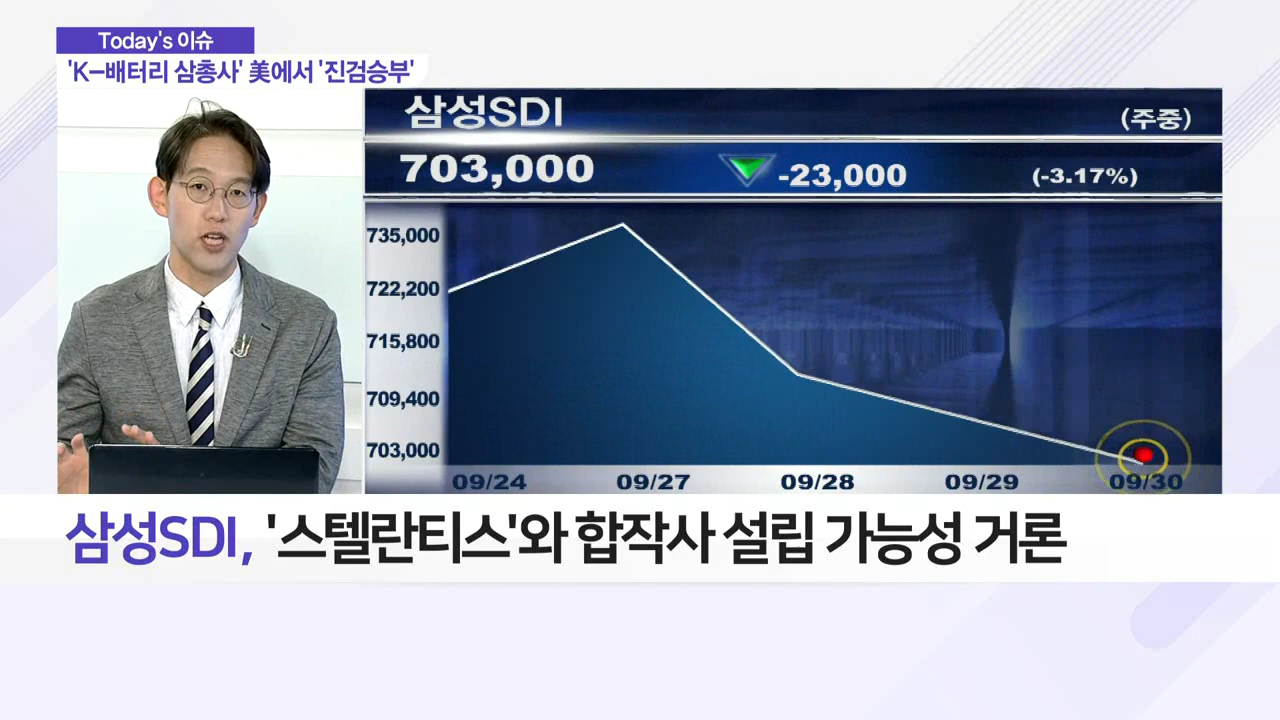 Today's 이슈
'K-배터리 삼총사' 美에서 '진검승부'
삼성SDI (주중)
703,000 -23,000 (-3.17%)
735,000
722,200
715,800
709,400
703,000
09/24 09/27 09/28 09/29 09/30
삼성SDI, '스텔란티스'와 합작사 설립 가능성 거론